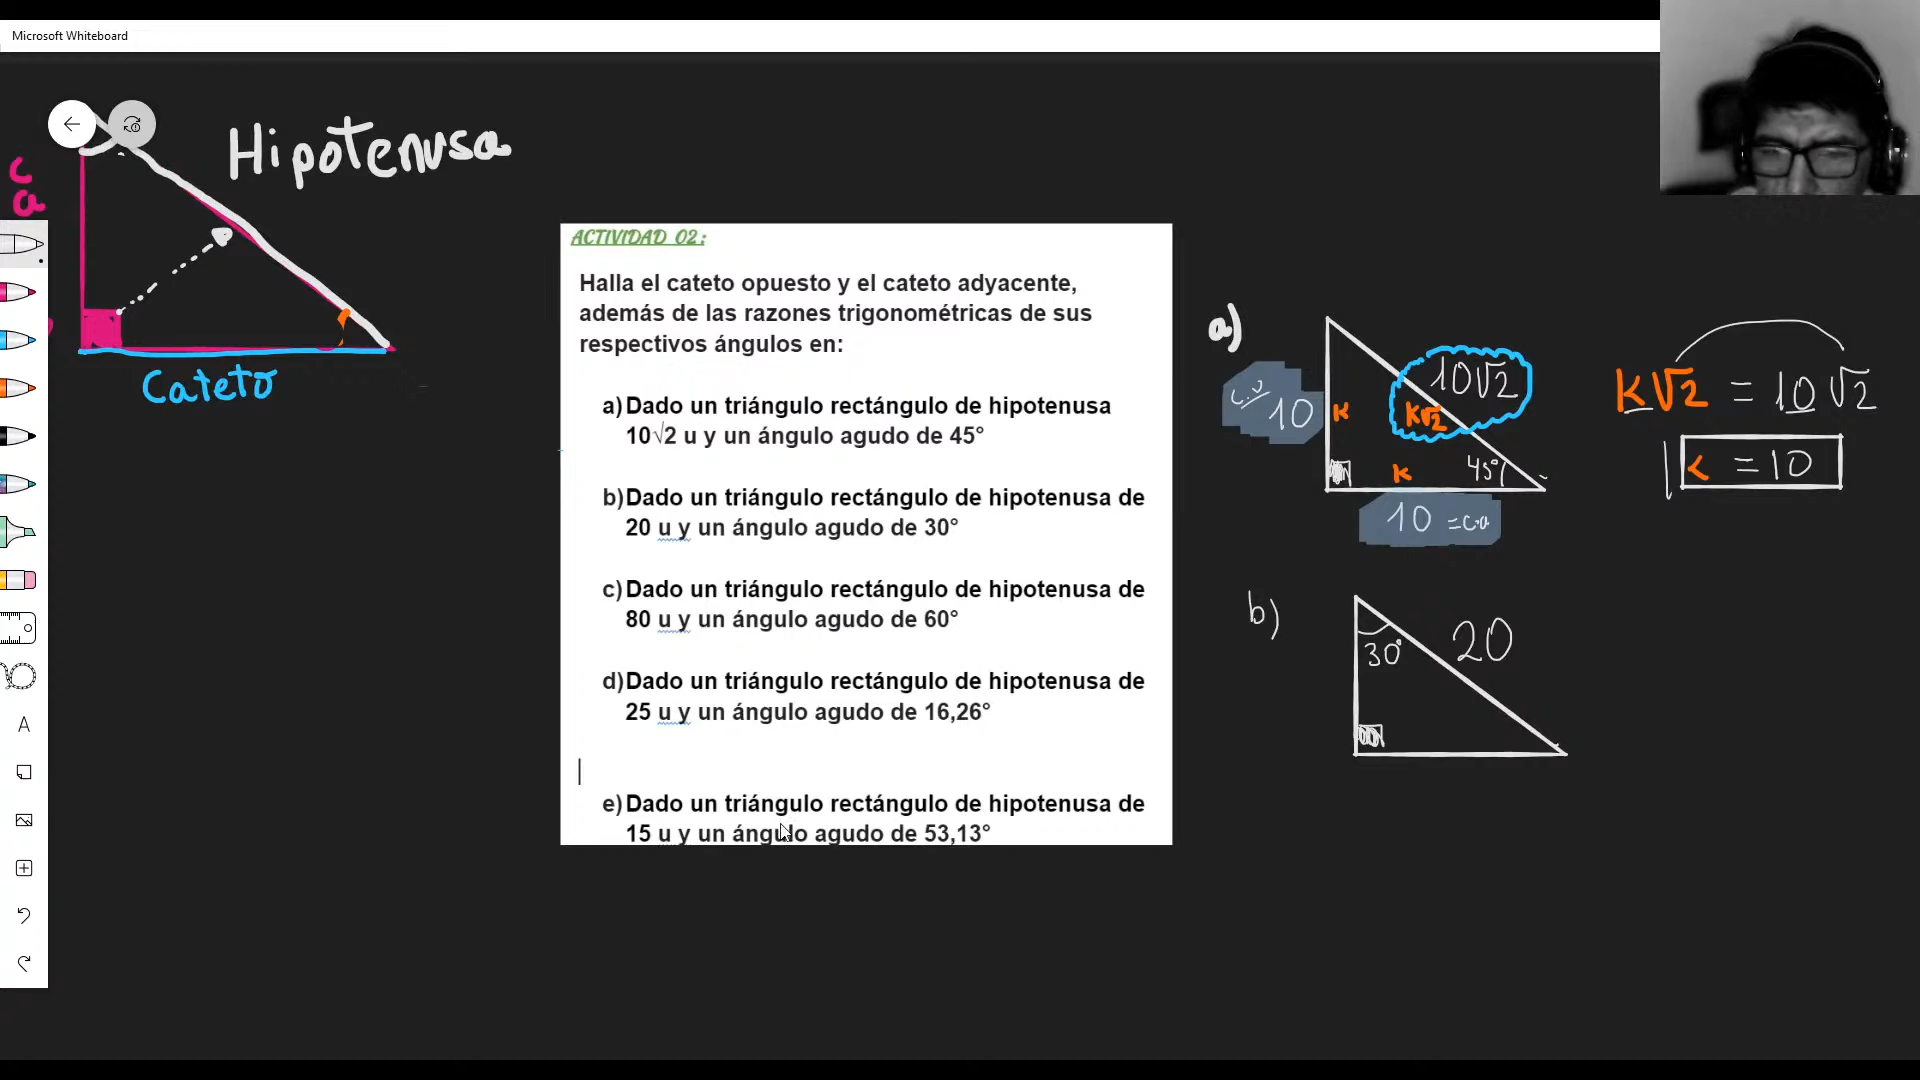 Microsoft Whiteboard
Hipotenusa
c
a
Cateto
ACTIVIDAD 02:
Halla el cateto opuesto y el cateto adyacente,
además de las razones trigonométricas de sus
respectivos ángulos en:
a) Dado un triángulo rectángulo de hipotenusa
10√2 u y un ángulo agudo de 45°
b) Dado un triángulo rectángulo de hipotenusa de
20 u y un ángulo agudo de 30°
c) Dado un triángulo rectángulo de hipotenusa de
80 u y un ángulo agudo de 60°
d) Dado un triángulo rectángulo de hipotenusa de
25 u y un ángulo agudo de 16,26°
e) Dado un triángulo rectángulo de hipotenusa de
15 u y un ángulo agudo de 53,13°
a)
10√2
10
K
K√2
K
45°
10 = c.a
K√2 = 10√2
K = 10
b)
30°
20
A